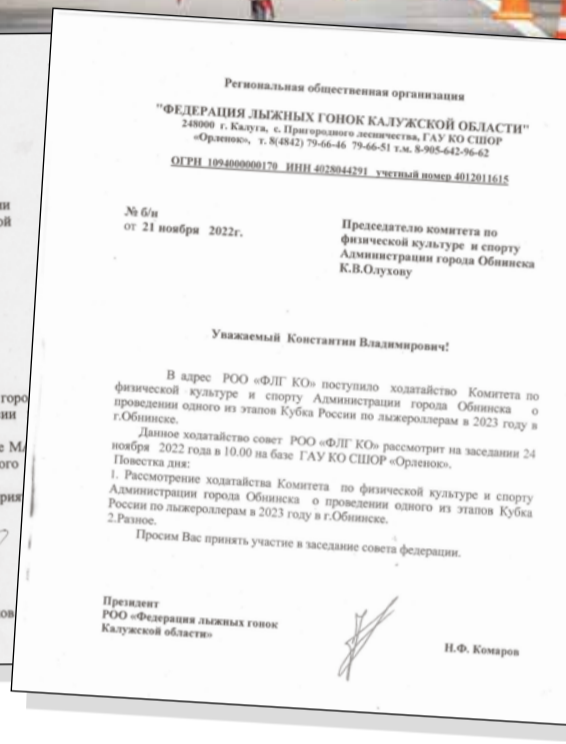 Региональная общественная организация
"ФЕДЕРАЦИЯ ЛЫЖНЫХ ГОНОК КАЛУЖСКОЙ ОБЛАСТИ"
248000 г. Калуга, с. Пригородного лесничества, ГАУ КО СШОР
«Орленок», т. 8(4842) 79-66-46 79-66-51 т.м. 8-905-642-96-62
ОГРН 1094000000170 ИНН 4028044291 учетный номер 4012011615
№ б/н
от 21 ноября 2022г.
Председателю комитета по
физической культуре и спорту
Администрации города Обнинска
К.В.Олухову
Уважаемый Константин Владимирович!
В адрес РОО «ФЛГ КО» поступило ходатайство Комитета по
физической культуре и спорту Администрации города Обнинска о
проведении одного из этапов Кубка России по лыжероллерам в 2023 году в
г.Обнинске.
Данное ходатайство совет РОО «ФЛГ КО» рассмотрит на заседании 24
ноября 2022 года в 10.00 на базе ГАУ КО СШОР «Орленок».
Повестка дня:
1. Рассмотрение ходатайства Комитета по физической культуре и спорту
Администрации города Обнинска о проведении одного из этапов Кубка
России по лыжероллерам в 2023 году в г.Обнинске.
2.Разное.
Просим Вас принять участие в заседание совета федерации.
Президент
РОО «Федерация лыжных гонок
Калужской области»
Н.Ф. Комаров